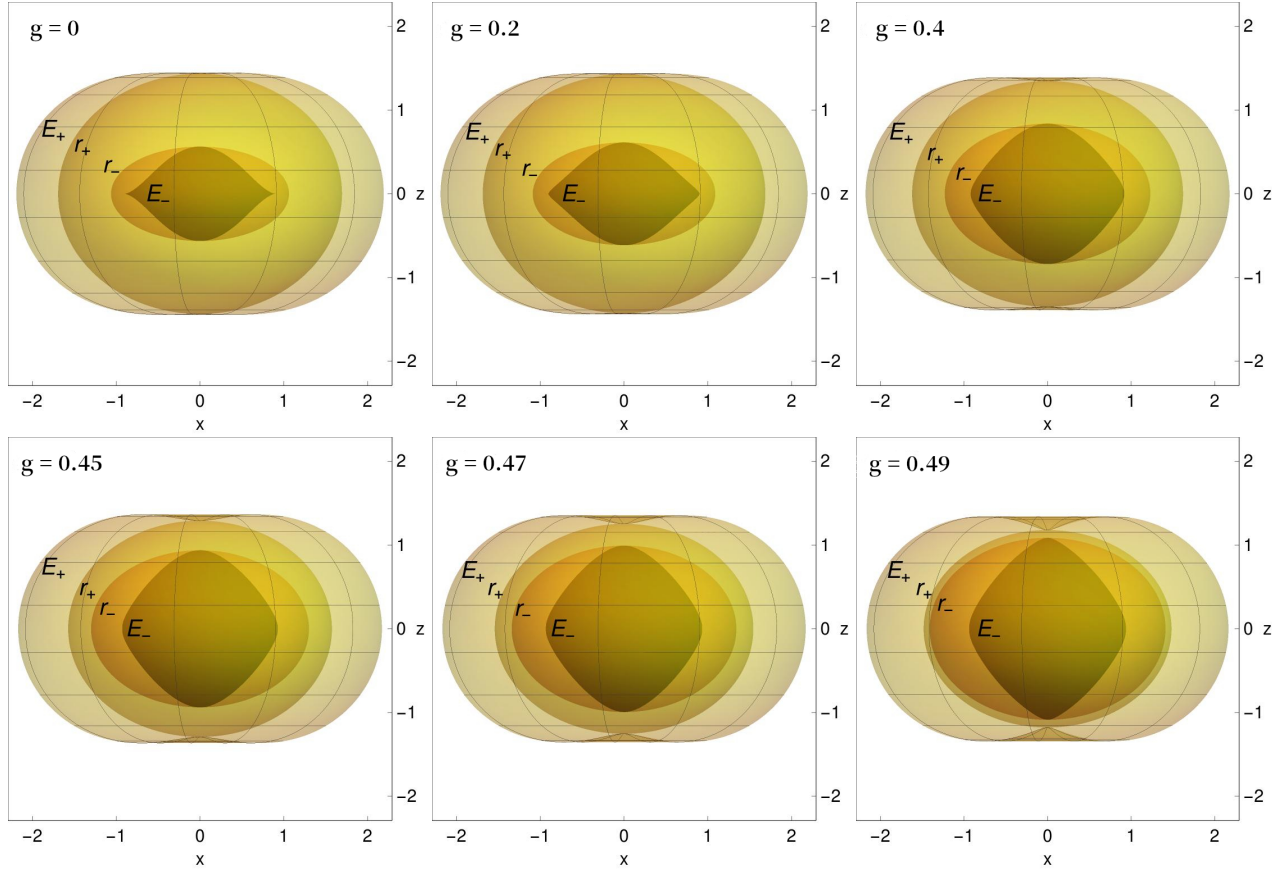 g = 0
E₊
r₊
r₋
E₋
2
1
0 z
−1
−2
−2 −1 0 1 2
x
g = 0.2
E₊
r₊
r₋
E₋
2
1
0 z
−1
−2
−2 −1 0 1 2
x
g = 0.4
E₊
r₊
r₋
E₋
2
1
0 z
−1
−2
−2 −1 0 1 2
x
g = 0.45
E₊
r₊
r₋
E₋
2
1
0 z
−1
−2
−2 −1 0 1 2
x
g = 0.47
E₊
r₊
r₋
E₋
2
1
0 z
−1
−2
−2 −1 0 1 2
x
g = 0.49
E₊
r₊
r₋
E₋
2
1
0 z
−1
−2
−2 −1 0 1 2
x